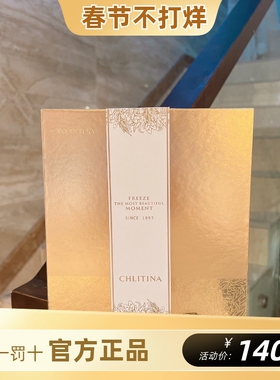 春节不打烊
FREEZE
THE MOST BEAUTIFUL
MOMENT
SINCE 1997
CHLITINA
一罚十 官方正品
活动价: ¥140